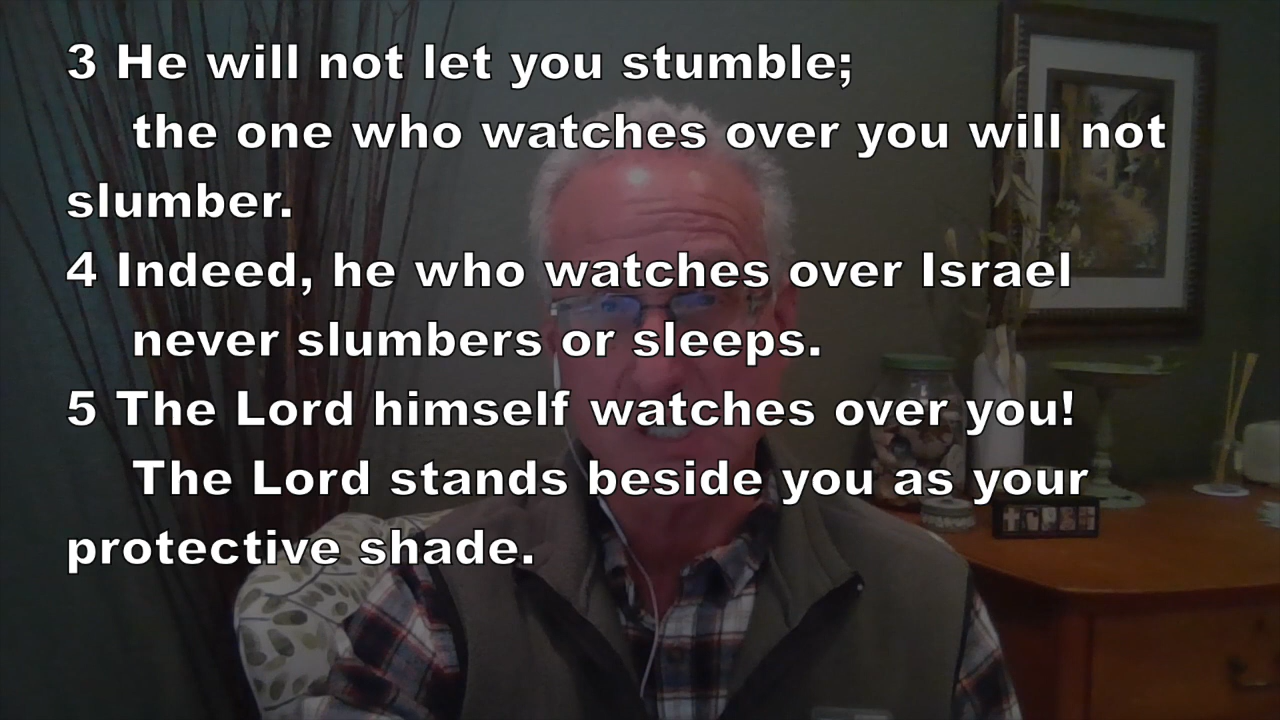 3 He will not let you stumble;
the one who watches over you will not
slumber.
4 Indeed, he who watches over Israel
never slumbers or sleeps.
5 The Lord himself watches over you!
The Lord stands beside you as your
protective shade.